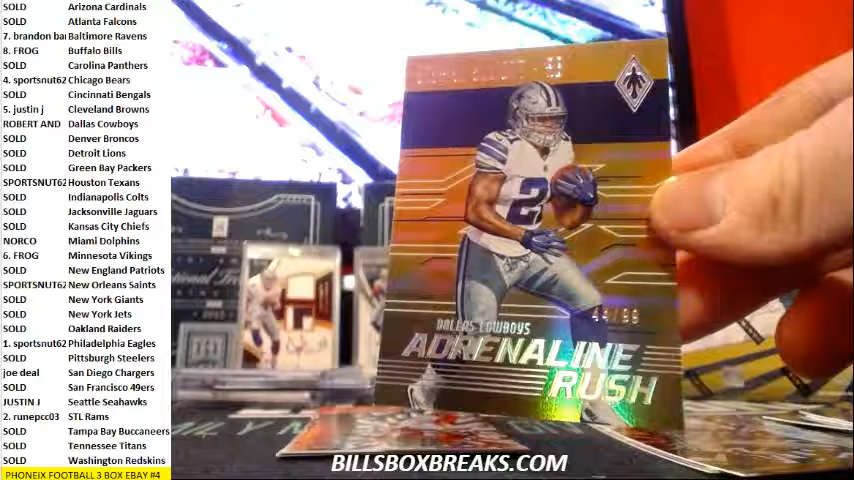 SOLD Arizona Cardinals
SOLD Atlanta Falcons
7. brandon bar Baltimore Ravens
8. FROG Buffalo Bills
SOLD Carolina Panthers
4. sportsnut62 Chicago Bears
SOLD Cincinnati Bengals
5. justin j Cleveland Browns
ROBERT AND Dallas Cowboys
SOLD Denver Broncos
SOLD Detroit Lions
SOLD Green Bay Packers
SPORTSNUT62 Houston Texans
SOLD Indianapolis Colts
SOLD Jacksonville Jaguars
SOLD Kansas City Chiefs
NORCO Miami Dolphins
6. FROG Minnesota Vikings
SOLD New England Patriots
SPORTSNUT62 New Orleans Saints
SOLD New York Giants
SOLD New York Jets
SOLD Oakland Raiders
1. sportsnut62 Philadelphia Eagles
SOLD Pittsburgh Steelers
joe deal San Diego Chargers
SOLD San Francisco 49ers
JUSTIN J Seattle Seahawks
2. runepcc03 STL Rams
SOLD Tampa Bay Buccaneers
SOLD Tennessee Titans
SOLD Washington Redskins
PHONEIX FOOTBALL 3 BOX EBAY #4
DALLAS COWBOYS
ADRENALINE
RUSH
BILLSBOXBREAKS.COM